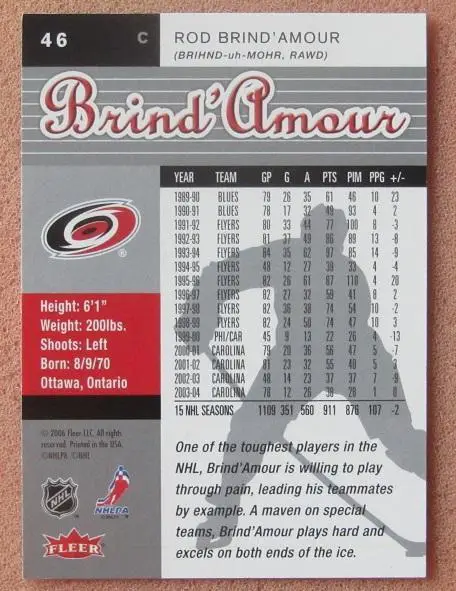 46 C ROD BRIND'AMOUR
(BRIHND-uh-MOHR, RAWD)
Brind'Amour
YEAR TEAM GP G A PTS PIM PPG +/-
1989-90 BLUES 79 26 35 61 46 10 23
1990-91 BLUES 78 17 32 49 93 4 2
1991-92 FLYERS 80 33 44 77 100 8 -3
1992-93 FLYERS 81 37 49 86 89 13 -8
1993-94 FLYERS 84 35 62 97 85 14 -9
1994-95 FLYERS 48 12 27 39 33 4 -4
1995-96 FLYERS 82 26 61 87 110 4 20
1996-97 FLYERS 82 27 32 59 41 8 2
1997-98 FLYERS 82 36 38 74 54 10 -2
1998-99 FLYERS 82 24 50 74 47 10 3
1999-00 PHI/CAR 45 9 13 22 26 4 -13
2000-01 CAROLINA 79 20 36 56 47 5 -7
2001-02 CAROLINA 81 23 32 55 40 5 3
2002-03 CAROLINA 48 14 23 37 37 7 -9
2003-04 CAROLINA 78 12 26 38 28 1
15 NHL SEASONS 1109 351 560 911 876 107 -2
®
Height: 6'1"
Weight: 200lbs.
Shoots: Left
Born: 8/9/70
Ottawa, Ontario
© 2006 Fleer LLC. All rights
reserved. Printed in the USA.
©NHLPA ©NHL
NHL
NHLPA
FLEER
One of the toughest players in the
NHL, Brind'Amour is willing to play
through pain, leading his teammates
by example. A maven on special
teams, Brind'Amour plays hard and
excels on both ends of the ice.